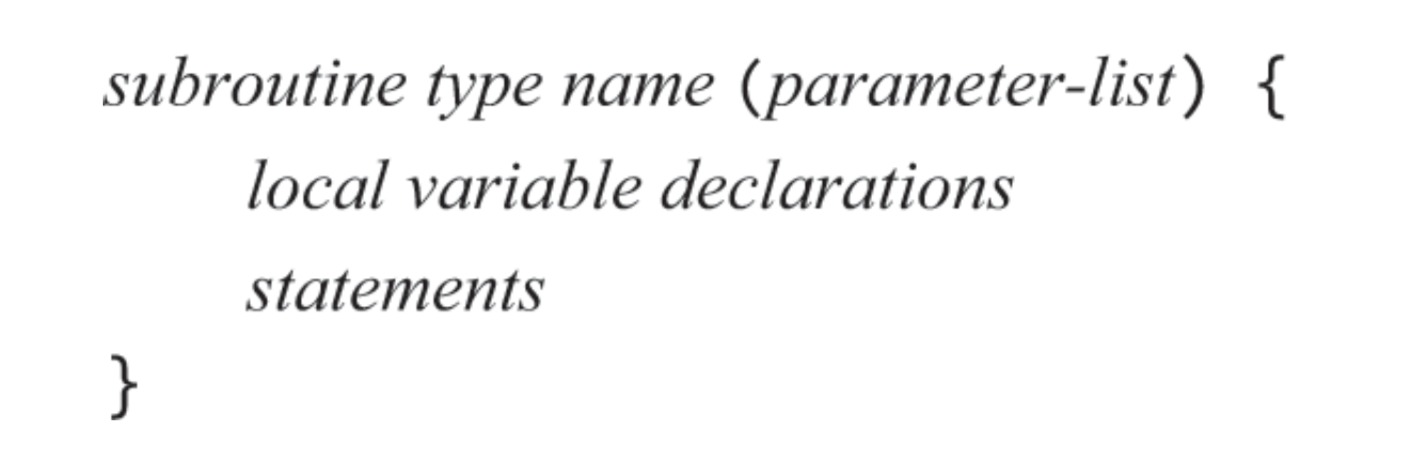 subroutine type name (parameter-list) {
local variable declarations
statements
}